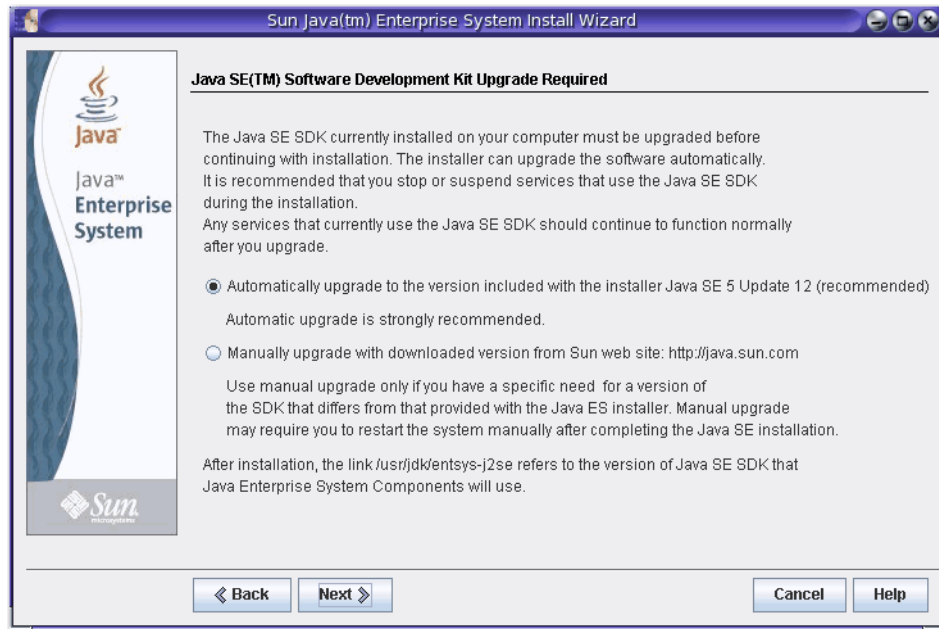 Sun Java(tm) Enterprise System Install Wizard
Java™
Java™
Enterprise
System
Sun
microsystems
Java SE(TM) Software Development Kit Upgrade Required
The Java SE SDK currently installed on your computer must be upgraded before
continuing with installation. The installer can upgrade the software automatically.
It is recommended that you stop or suspend services that use the Java SE SDK
during the installation.
Any services that currently use the Java SE SDK should continue to function normally
after you upgrade.
Automatically upgrade to the version included with the installer Java SE 5 Update 12 (recommended)
Automatic upgrade is strongly recommended.
Manually upgrade with downloaded version from Sun web site: http://java.sun.com
Use manual upgrade only if you have a specific need for a version of
the SDK that differs from that provided with the Java ES installer. Manual upgrade
may require you to restart the system manually after completing the Java SE installation.
After installation, the link /usr/jdk/entsys-j2se refers to the version of Java SE SDK that
Java Enterprise System Components will use.
Back
Next
Cancel
Help